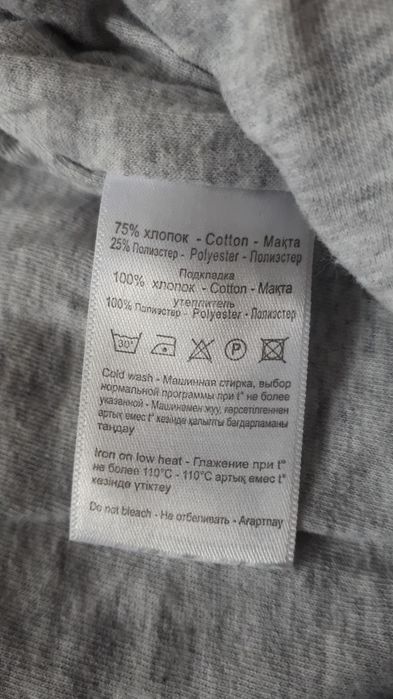 75% хлопок - Cotton - Мақта
25% Полиэстер - Polyester - Полиэстер
Подкладка
100% хлопок - Cotton - Мақта
утеплитель
100% Полиэстер - Polyester - Полиэстер
30°
P
Cold wash - Машинная стирка, выбор
нормальной программы при t° не более
указанной - Машинамен жуу, көрсетілгеннен
артық емес t° кезінде қалыпты бағдарламаны
таңдау
Iron on low heat - Глажение при t°
не более 110°C - 110°C артық емес t°
кезінде үтіктеу
Do not bleach - Не отбеливать - Ағартпау